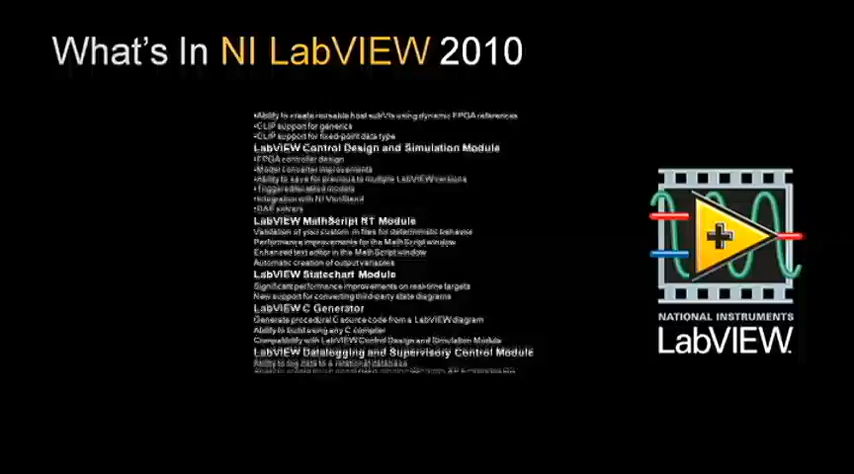 What's In NI LabVIEW 2010
•Ability to create reusable host subVIs using dynamic FPGA references
•CLIP support for generics
•CLIP support for fixed-point data type
LabVIEW Control Design and Simulation Module
•FPGA controller design
•Model converter improvements
•Ability to save for previous to multiple LabVIEW versions
•Integration with NI VeriStand
•DAE solvers
LabVIEW MathScript RT Module
Validation of your custom .m files for deterministic behavior
Performance improvements for the MathScript window
Enhanced text editor in the MathScript window
Automatic creation of output variables
LabVIEW Statechart Module
Significant performance improvements on real-time targets
New support for converting third-party state diagrams
LabVIEW C Generator
Generate procedural C source code from a LabVIEW diagram
Ability to build using any C compiler
Compatibility with LabVIEW Control Design and Simulation Module
LabVIEW Datalogging and Supervisory Control Module
Ability to log data to a relational database
NATIONAL INSTRUMENTS
LabVIEW